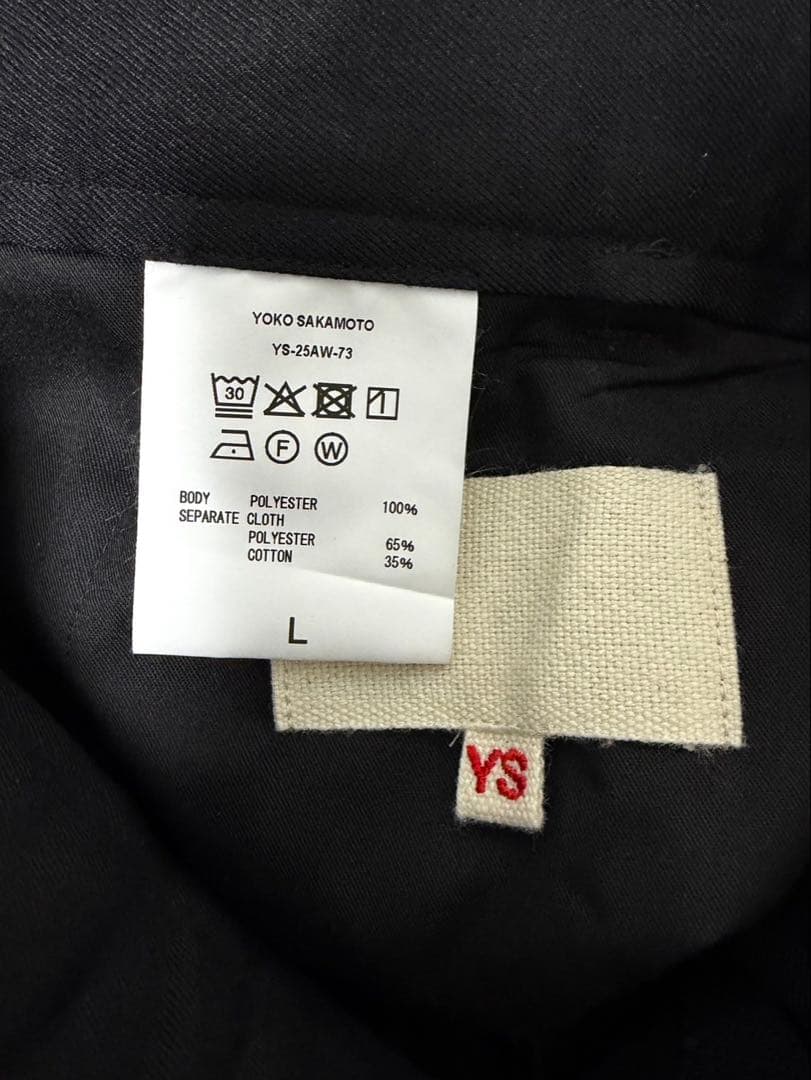 YOKO SAKAMOTO
YS-25AW-73
30
F W
BODY POLYESTER 100%
SEPARATE CLOTH
POLYESTER 65%
COTTON 35%
L
YS